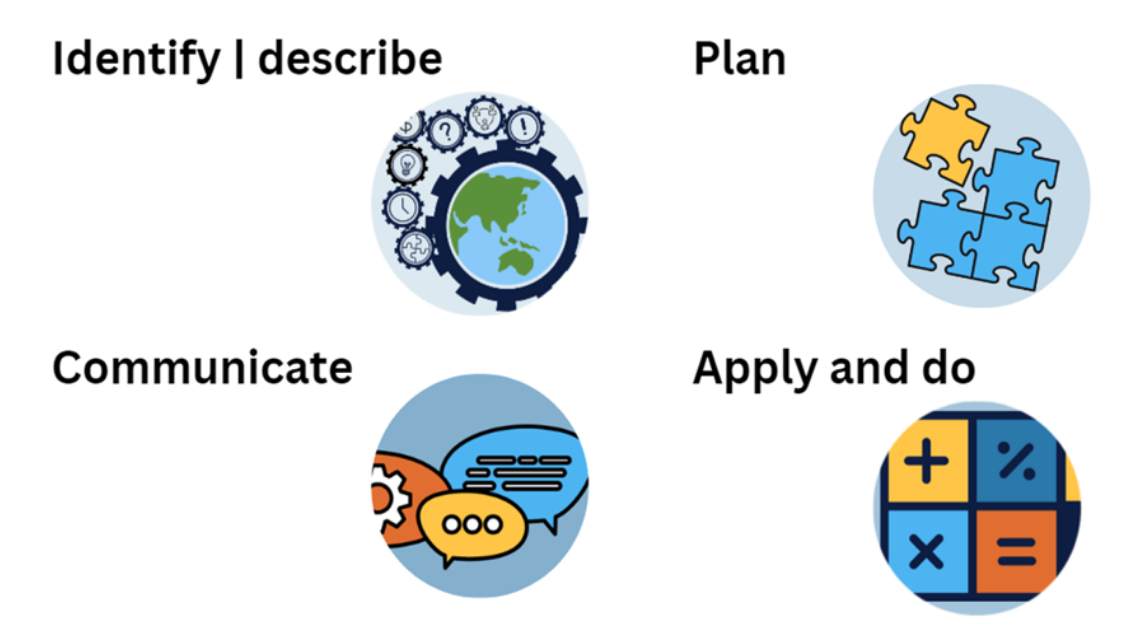 Identify | describe
Plan
Communicate
Apply and do